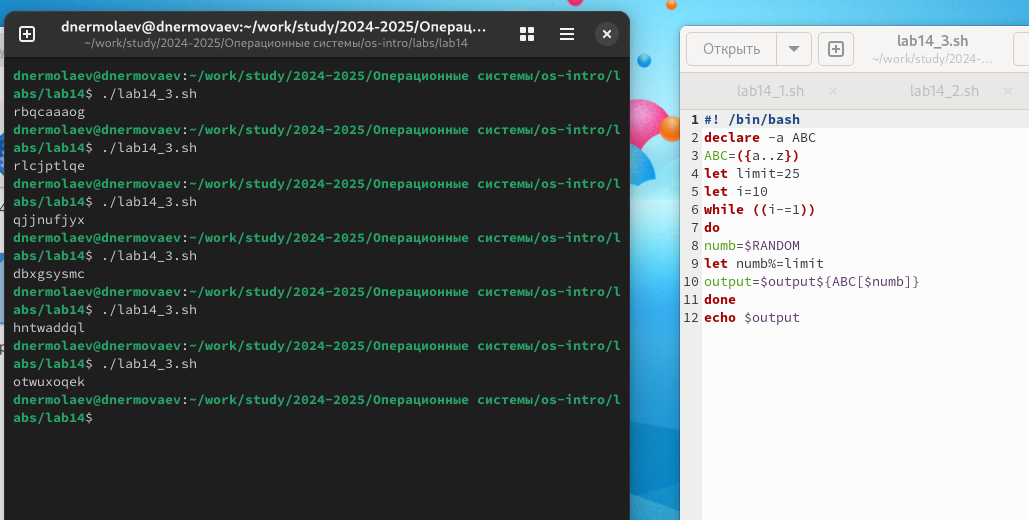 dnermolaev@dnermovaev:~/work/study/2024-2025/Операц...
~/work/study/2024-2025/Операционные системы/os-intro/labs/lab14
dnermolaev@dnermovaev:~/work/study/2024-2025/Операционные системы/os-intro/l
abs/lab14$ ./lab14_3.sh
rbqcaaaog
dnermolaev@dnermovaev:~/work/study/2024-2025/Операционные системы/os-intro/l
abs/lab14$ ./lab14_3.sh
rlcjptlqe
dnermolaev@dnermovaev:~/work/study/2024-2025/Операционные системы/os-intro/l
abs/lab14$ ./lab14_3.sh
qjjnufjyx
dnermolaev@dnermovaev:~/work/study/2024-2025/Операционные системы/os-intro/l
abs/lab14$ ./lab14_3.sh
dbxgsysmc
dnermolaev@dnermovaev:~/work/study/2024-2025/Операционные системы/os-intro/l
abs/lab14$ ./lab14_3.sh
hntwaddql
dnermolaev@dnermovaev:~/work/study/2024-2025/Операционные системы/os-intro/l
abs/lab14$ ./lab14_3.sh
otwuxoqek
dnermolaev@dnermovaev:~/work/study/2024-2025/Операционные системы/os-intro/l
abs/lab14$
Открыть
lab14_3.sh
~/work/study/2024-...
lab14_1.sh
lab14_2.sh
1 #! /bin/bash
2 declare -a ABC
3 ABC=({a..z})
4 let limit=25
5 let i=10
6 while ((i-=1))
7 do
8 numb=$RANDOM
9 let numb%=limit
10 output=$output${ABC[$numb]}
11 done
12 echo $output